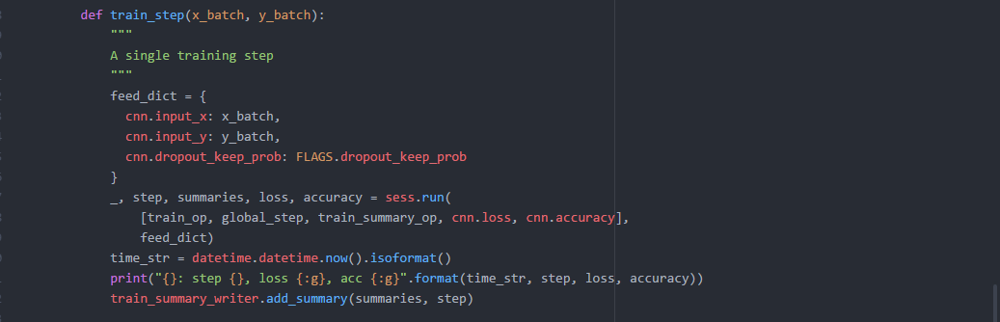 def train_step(x_batch, y_batch):
"""
A single training step
"""
feed_dict = {
cnn.input_x: x_batch,
cnn.input_y: y_batch,
cnn.dropout_keep_prob: FLAGS.dropout_keep_prob
}
_, step, summaries, loss, accuracy = sess.run(
[train_op, global_step, train_summary_op, cnn.loss, cnn.accuracy],
feed_dict)
time_str = datetime.datetime.now().isoformat()
print("{}: step {}, loss {:g}, acc {:g}".format(time_str, step, loss, accuracy))
train_summary_writer.add_summary(summaries, step)